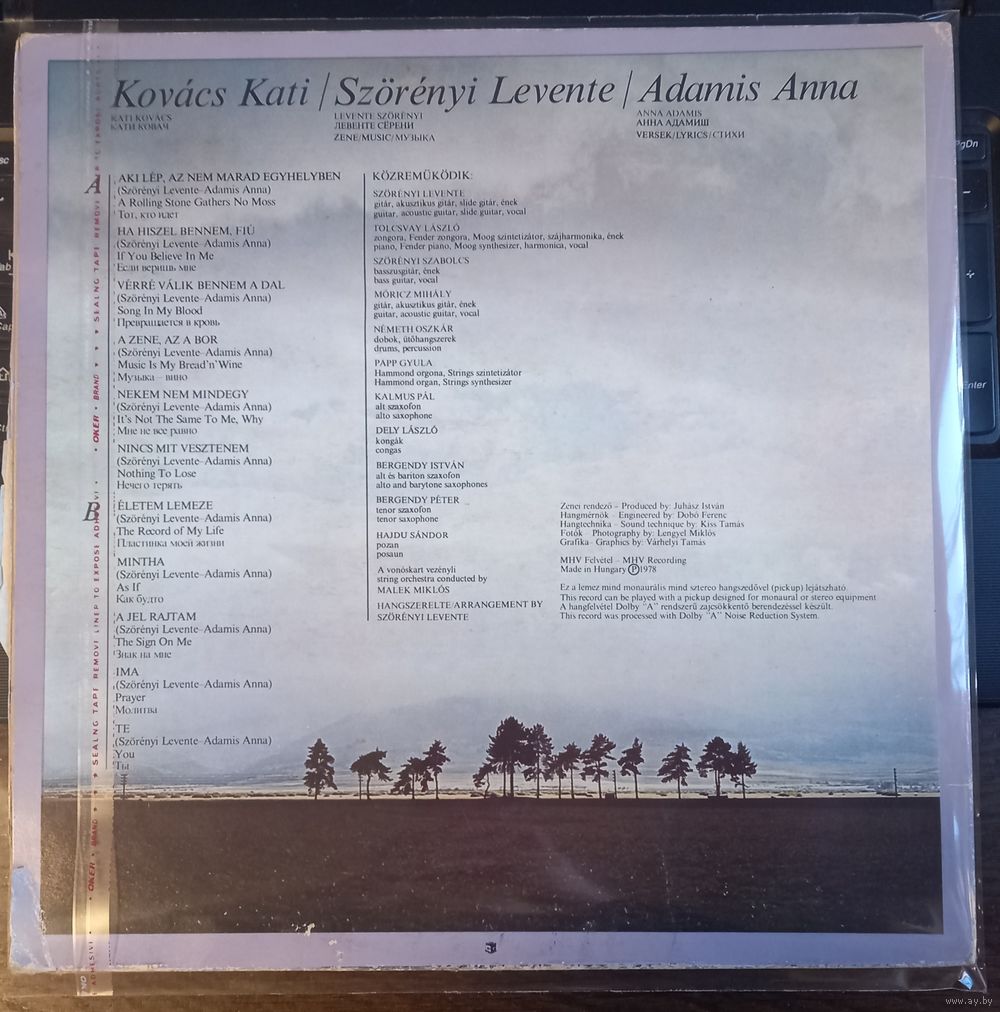 Kovács Kati / Szörényi Levente / Adamis Anna
KATI KOVÁCS
КАТИ КОВАЧ
LEVENTE SZÖRÉNYI
ЛЕВЕНТЕ СЁРЕНИ
ZENE/MUSIC/МУЗЫКА
ANNA ADAMIS
АННА АДАМИШ
VERSEK/LYRICS/СТИХИ
A
AKI LÉP, AZ NEM MARAD EGYHELYBEN
(Szörényi Levente–Adamis Anna)
A Rolling Stone Gathers No Moss
Тот, кто идет
HA HISZEL BENNEM, FIÚ
(Szörényi Levente–Adamis Anna)
If You Believe In Me
Если веришь мне
VÉRRÉ VÁLIK BENNEM A DAL
(Szörényi Levente–Adamis Anna)
Song In My Blood
Превращается в кровь
A ZENE, AZ A BOR
(Szörényi Levente–Adamis Anna)
Music Is My Bread'n'Wine
Музыка – вино
NEKEM NEM MINDEGY
(Szörényi Levente–Adamis Anna)
It's Not The Same To Me, Why
Мне не все равно
NINCS MIT VESZTENEM
(Szörényi Levente–Adamis Anna)
Nothing To Lose
Нечего терять
B
ÉLETEM LEMEZE
(Szörényi Levente–Adamis Anna)
The Record of My Life
Пластинка моей жизни
MINTHA
(Szörényi Levente–Adamis Anna)
As If
Как будто
A JEL RAJTAM
(Szörényi Levente–Adamis Anna)
The Sign On Me
Знак на мне
IMA
(Szörényi Levente–Adamis Anna)
Prayer
Молитва
TE
(Szörényi Levente–Adamis Anna)
You
Ты
KÖZREMŰKÖDIK:
SZÖRÉNYI LEVENTE
gitár, akusztikus gitár, slide gitár, ének
guitar, acoustic guitar, slide guitar, vocal
TOLCSVAY LÁSZLÓ
zongora, Fender zongora, Moog szintetizátor, szájharmonika, ének
piano, Fender piano, Moog synthesizer, harmonica, vocal
SZÖRÉNYI SZABOLCS
basszusgitár, ének
bass guitar, vocal
MÓRICZ MIHÁLY
gitár, akusztikus gitár, ének
guitar, acoustic guitar, vocal
NÉMETH OSZKÁR
dobok, ütőhangszerek
drums, percussion
PAPP GYULA
Hammond orgona, Strings szintetizátor
Hammond organ, Strings synthesizer
KALMUS PÁL
alt szaxofon
alto saxophone
DELY LÁSZLÓ
kongák
congas
BERGENDY ISTVÁN
alt és bariton szaxofon
alto and barytone saxophones
BERGENDY PÉTER
tenor szaxofon
tenor saxophone
HAJDU SÁNDOR
pozan
posaun
A vonóskart vezényli
string orchestra conducted by
MALEK MIKLÓS
HANGSZERELTE/ARRANGEMENT BY
SZÖRÉNYI LEVENTE
Zenei rendező – Produced by: Juhász István
Hangmérnök – Engineered by: Dobó Ferenc
Hangtechnika – Sound technique by: Kiss Tamás
Fotók – Photography by: Lengyel Miklós
Grafika– Graphics by: Várhelyi Tamás
MHV Felvétel – MHV Recording
Made in Hungary Ⓟ 1978
Ez a lemez mind monaurális mind sztereo hangszedővel (pickup) lejátszható.
This record can be played with a pickup designed for monaural or stereo equipment
A hangfelvétel Dolby "A" rendszerű zajcsökkentő berendezéssel készült.
This record was processed with Dolby "A" Noise Reduction System.
OKER • BRAND
PgDn
Enter
www.ay.by